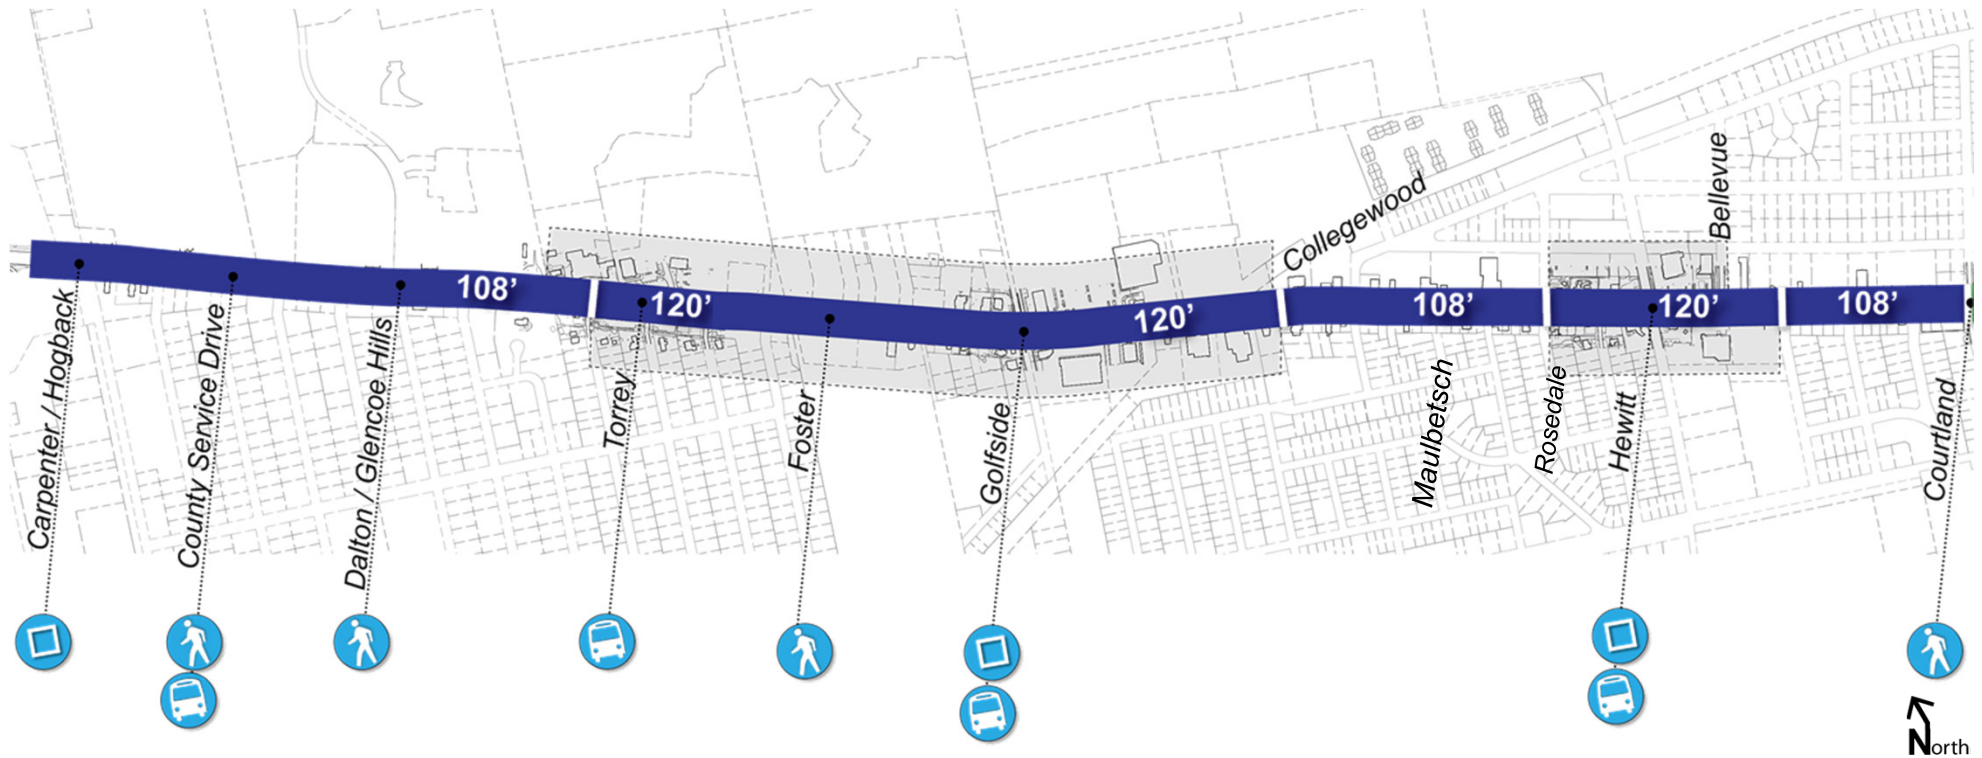 Bellevue
Collegewood
108’
120’
120’
108’
120’
108’
Carpenter / Hogback
County Service Drive
Dalton / Glencoe Hills
Torrey
Foster
Golfside
Maulbetsch
Rosedale
Hewitt
Courtland
North